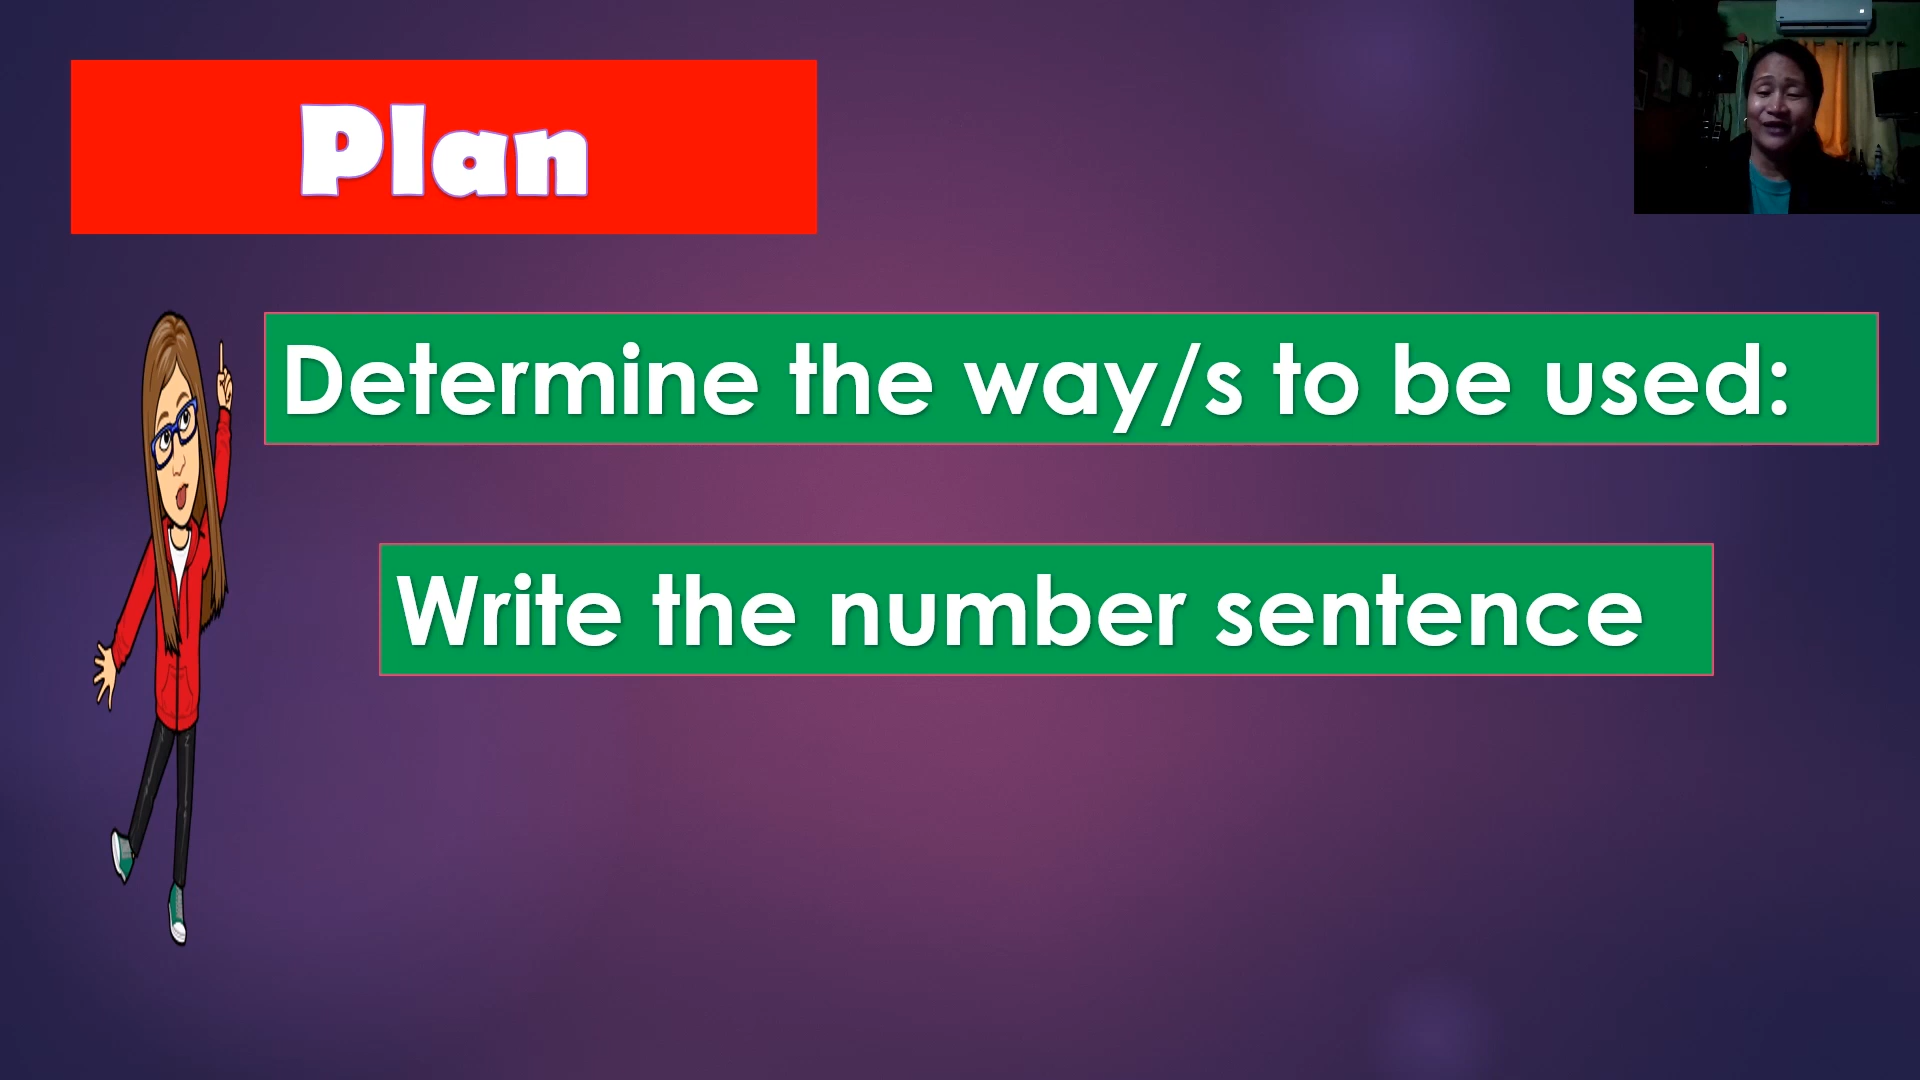 Plan
Determine the way/s to be used:
Write the number sentence